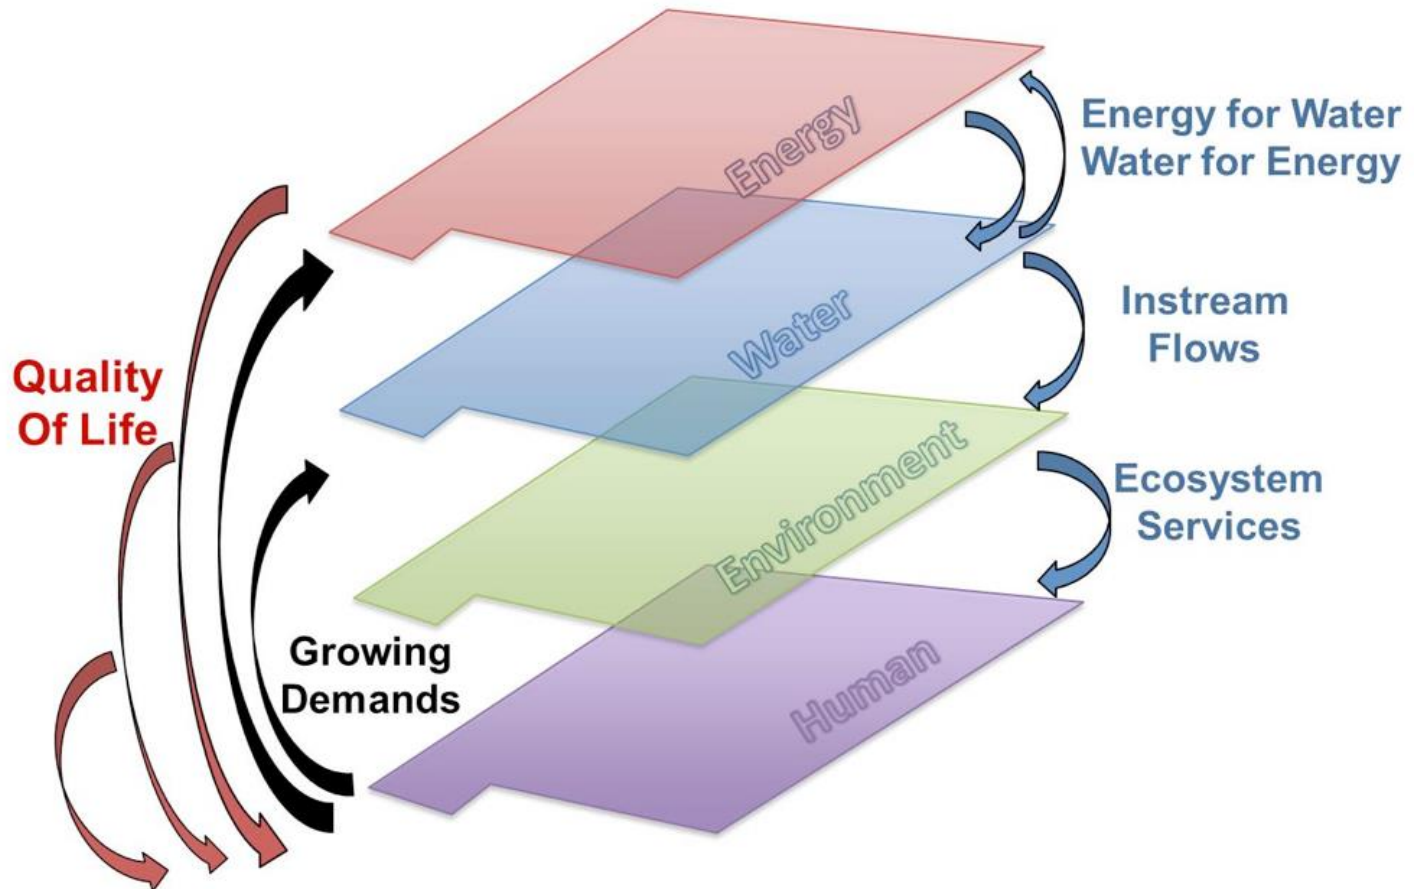 Energy
Energy for Water
Water for Energy
Water
Instream
Flows
Quality
Of Life
Environment
Ecosystem
Services
Growing
Demands
Human